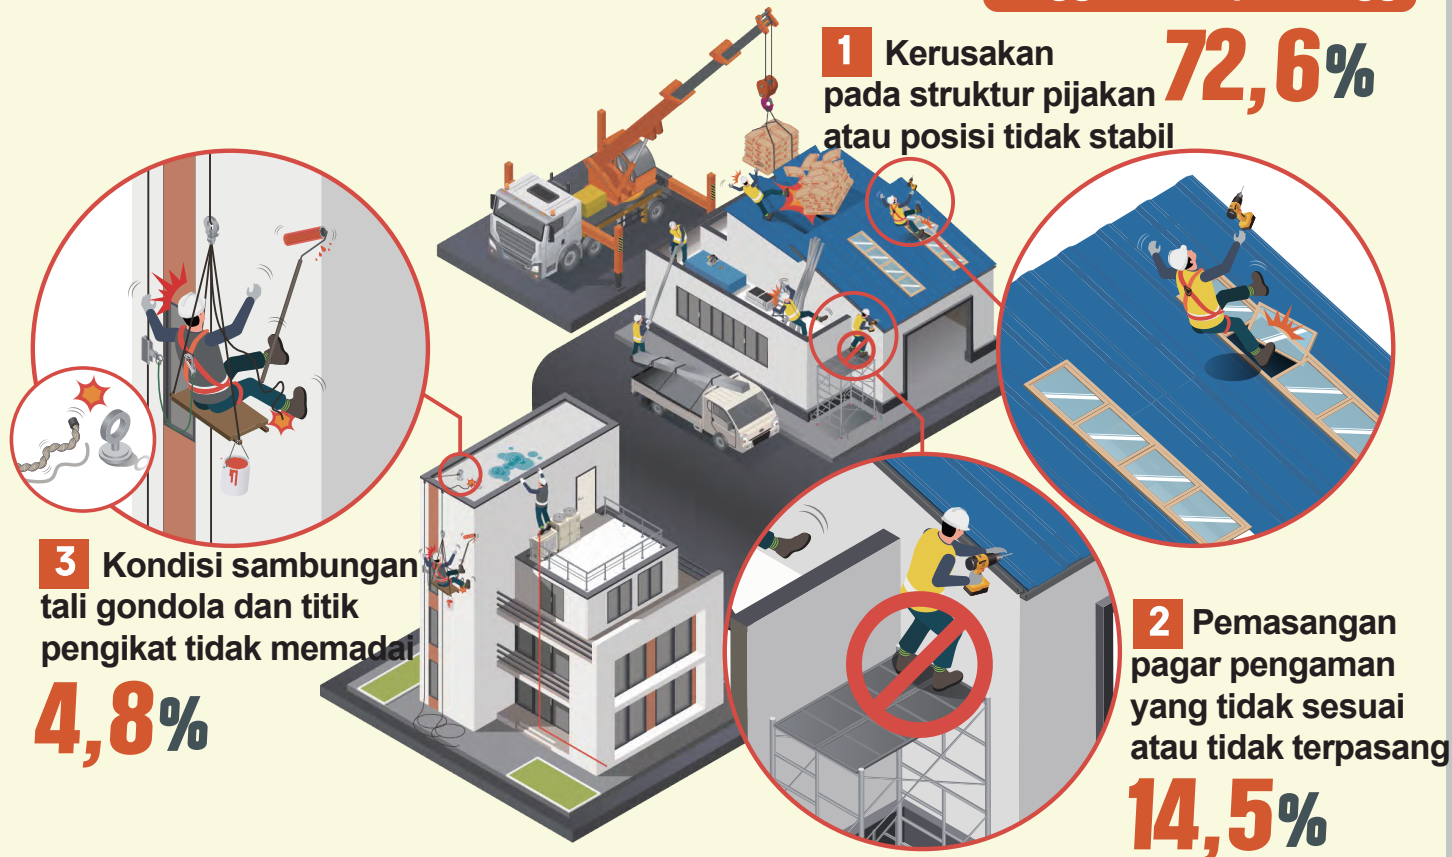 1 Kerusakan
pada struktur pijakan
atau posisi tidak stabil
72,6%
3 Kondisi sambungan
tali gondola dan titik
pengikat tidak memadai
4,8%
2 Pemasangan
pagar pengaman
yang tidak sesuai
atau tidak terpasang
14,5%